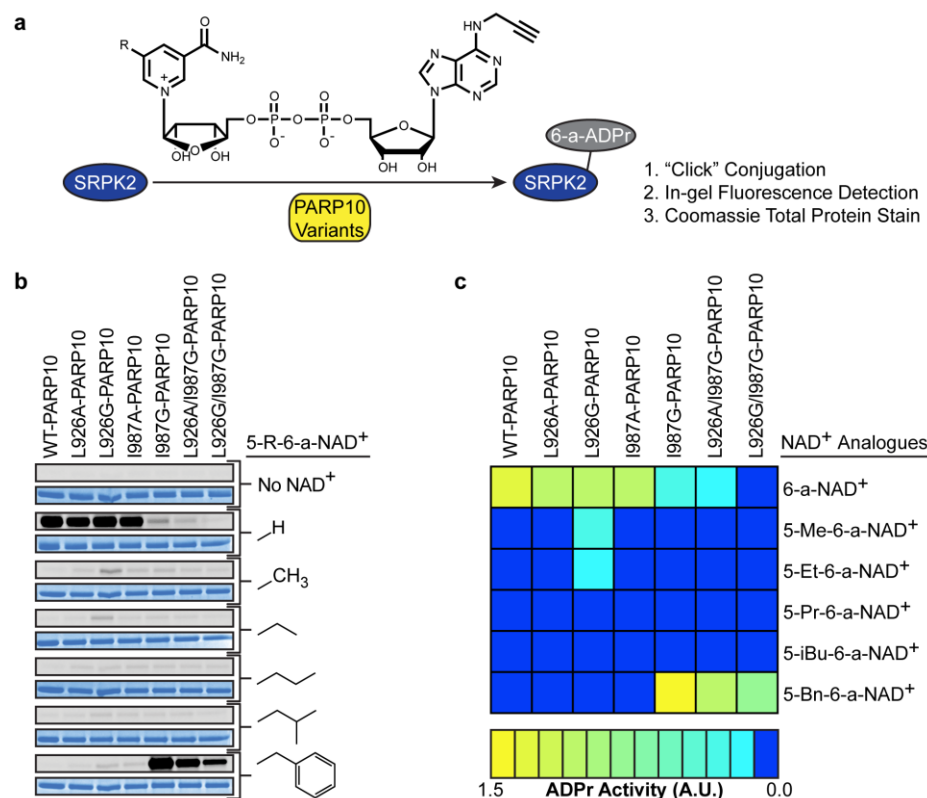 a
R
O
NH₂
N
+
O
OH
OH
O
P
O
O⁻
O
P
O
O⁻
O
O
OH
OH
HN
N
N
N
N
SRPK2
PARP10
Variants
6-a-ADPr
SRPK2
1. "Click" Conjugation
2. In-gel Fluorescence Detection
3. Coomassie Total Protein Stain
b
WT-PARP10
L926A-PARP10
L926G-PARP10
I987A-PARP10
I987G-PARP10
L926A/I987G-PARP10
L926G/I987G-PARP10
5-R-6-a-NAD⁺
No NAD⁺
H
CH₃
c
WT-PARP10
L926A-PARP10
L926G-PARP10
I987A-PARP10
I987G-PARP10
L926A/I987G-PARP10
L926G/I987G-PARP10
NAD⁺ Analogues
6-a-NAD⁺
5-Me-6-a-NAD⁺
5-Et-6-a-NAD⁺
5-Pr-6-a-NAD⁺
5-iBu-6-a-NAD⁺
5-Bn-6-a-NAD⁺
1.5 ADPr Activity (A.U.) 0.0